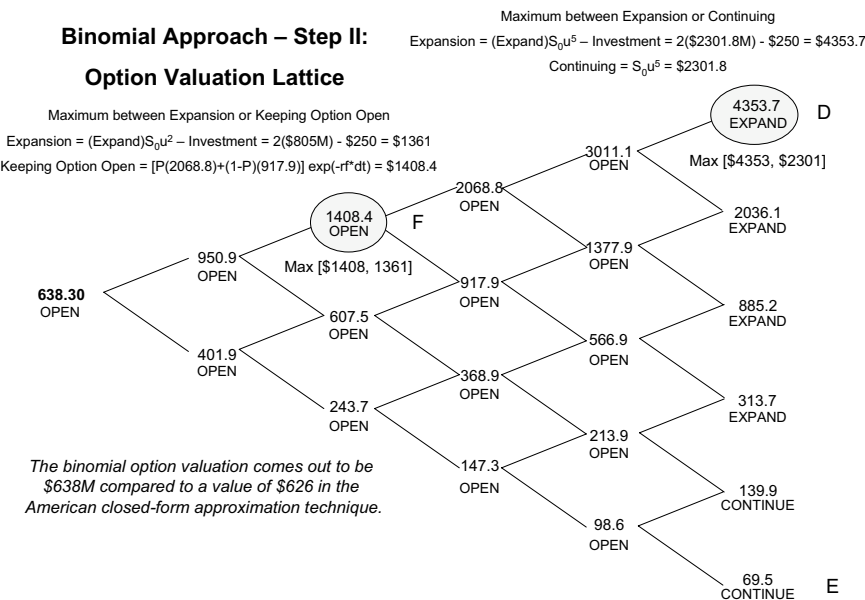 Binomial Approach – Step II:
Option Valuation Lattice
Maximum between Expansion or Continuing
Expansion = (Expand)S₀u⁵ – Investment = 2($2301.8M) - $250 = $4353.7
Continuing = S₀u⁵ = $2301.8
Maximum between Expansion or Keeping Option Open
Expansion = (Expand)S₀u² – Investment = 2($805M) - $250 = $1361
Keeping Option Open = [P(2068.8)+(1-P)(917.9)] exp(-rf*dt) = $1408.4
638.30
OPEN
950.9
OPEN
401.9
OPEN
1408.4
OPEN
F
Max [$1408, 1361]
607.5
OPEN
243.7
OPEN
2068.8
OPEN
917.9
OPEN
368.9
OPEN
147.3
OPEN
3011.1
OPEN
1377.9
OPEN
566.9
OPEN
213.9
OPEN
98.6
OPEN
4353.7
EXPAND
D
Max [$4353, $2301]
2036.1
EXPAND
885.2
EXPAND
313.7
EXPAND
139.9
CONTINUE
69.5
CONTINUE
E
The binomial option valuation comes out to be
$638M compared to a value of $626 in the
American closed-form approximation technique.